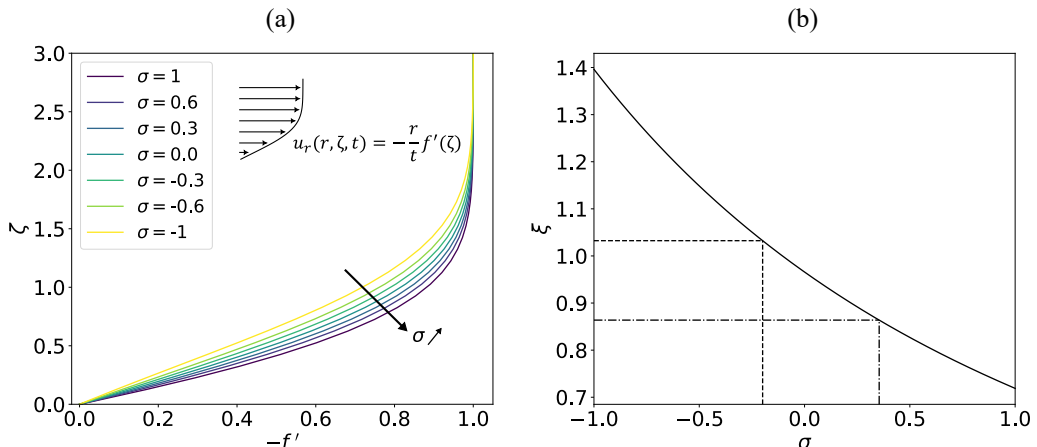 (a)
3.0
2.5
2.0
1.5
1.0
0.5
0.0
ζ
σ = 1
σ = 0.6
σ = 0.3
σ = 0.0
σ = -0.3
σ = -0.6
σ = -1
u_r(r, ζ, t) = −r/t f′(ζ)
σ ↗
0.0 0.2 0.4 0.6 0.8 1.0
−f′
(b)
1.4
1.3
1.2
1.1
1.0
0.9
0.8
0.7
ξ
−1.0 −0.5 0.0 0.5 1.0
σ